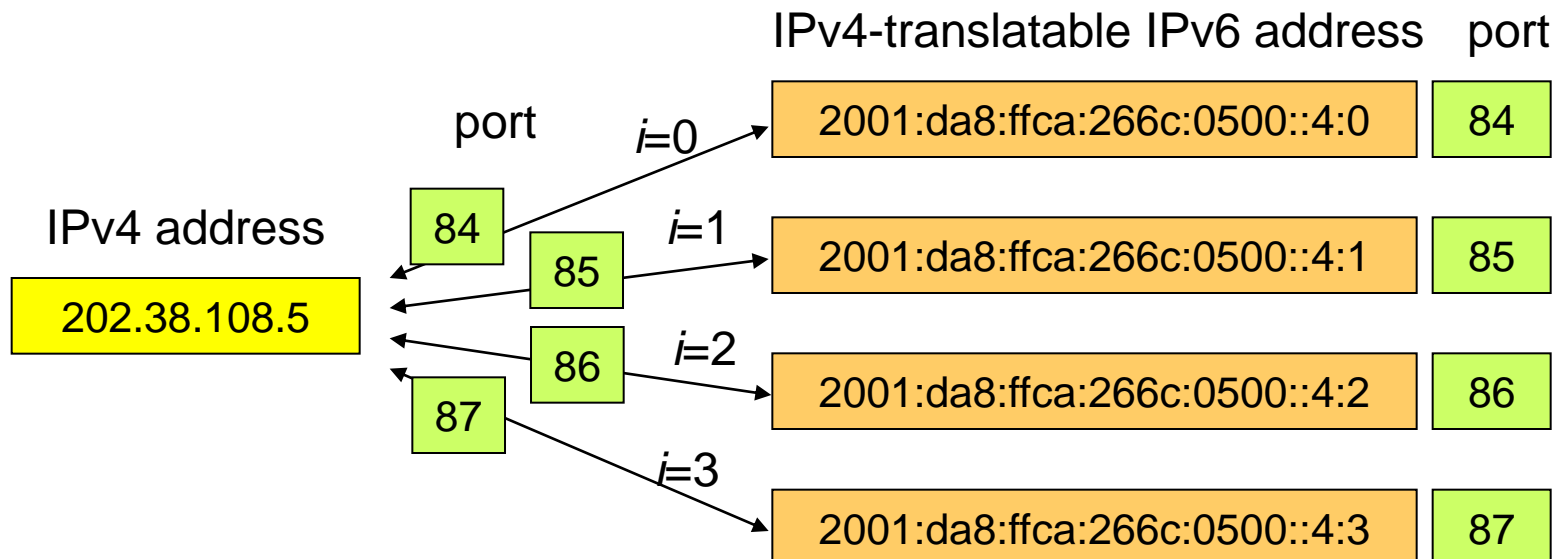 IPv4-translatable IPv6 address port
2001:da8:ffca:266c:0500::4:0 84
port
i=0
84
IPv4 address
i=1
85
2001:da8:ffca:266c:0500::4:1 85
202.38.108.5
i=2
86
2001:da8:ffca:266c:0500::4:2 86
87
i=3
2001:da8:ffca:266c:0500::4:3 87